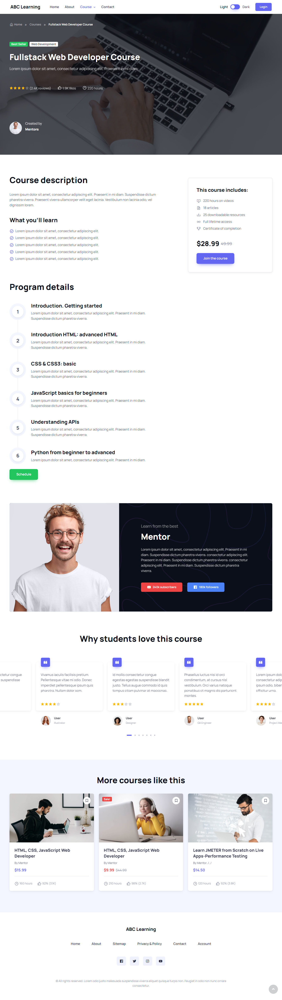 ABC Learning
Home About Course Contact
Light Dark Login
Home » Courses » Fullstack Web Developer Course
Best Seller Web Development
Fullstack Web Developer Course
Lorem ipsum dolor sit amet, consectetur adipiscing elit. Praesent in mi diam.
(2.4K reviews) 1.9K likes 220 hours
Created by
Mentors
Course description
Lorem ipsum dolor sit amet, consectetur adipiscing elit. Praesent in mi diam. Suspendisse dictum
pharetra viverra. Praesent viverra ullamcorper velit eget lacinia. Vestibulum non lacinia odio, vel
dignissim lorem.
What you'll learn
Lorem ipsum dolor sit amet, consectetur adipiscing elit.
Lorem ipsum dolor sit amet, consectetur adipiscing elit.
Lorem ipsum dolor sit amet, consectetur adipiscing elit.
Lorem ipsum dolor sit amet, consectetur adipiscing elit.
Lorem ipsum dolor sit amet, consectetur adipiscing elit.
This course includes:
220 hours on videos
18 articles
25 downloadable resources
Full lifetime access
Certificate of completion
$28.99 49.99
Join the course
Program details
1
Introduction. Getting started
Lorem ipsum dolor sit amet, consectetur adipiscing elit. Praesent in mi diam.
Suspendisse dictum pharetra viverra.
2
Introduction HTML: advanced HTML
Lorem ipsum dolor sit amet, consectetur adipiscing elit. Praesent in mi diam.
Suspendisse dictum pharetra viverra.
3
CSS & CSS3: basic
Lorem ipsum dolor sit amet, consectetur adipiscing elit. Praesent in mi diam.
Suspendisse dictum pharetra viverra.
4
JavaScript basics for beginners
Lorem ipsum dolor sit amet, consectetur adipiscing elit. Praesent in mi diam.
Suspendisse dictum pharetra viverra.
5
Understanding APIs
Lorem ipsum dolor sit amet, consectetur adipiscing elit. Praesent in mi diam.
Suspendisse dictum pharetra viverra.
6
Python from beginner to advanced
Lorem ipsum dolor sit amet, consectetur adipiscing elit. Praesent in mi diam.
Schedule
Learn from the best
Mentor
Lorem ipsum dolor sit amet, consectetur adipiscing elit. Praesent in mi
diam. Suspendisse dictum pharetra viverra. consectetur adipiscing elit.
Praesent in mi diam. Suspendisse dictum pharetra viverra. consectetur
adipiscing elit. Praesent in mi diam. Suspendisse dictum pharetra
viverra.
240k subscribers 180k followers
Why students love this course
ctetur congue
suspendisse
Vivamus iaculis facilisis pretium.
Pellentesque vitae mi odio. Donec
imperdiet pellentesque ipsum quis
pharetra. Nullam dolor sem.
User
Illustrator
Id mollis consectetur congue
egestas egestas suspendisse blandit
justo. Tellus augue commodo id quis
tempus etiam pulvinar at maecenas.
User
Designer
Phasellus luctus nisi id orci
condimentum, at cursus nisl
vestibulum. Orci varius natoque
penatibus et magnis dis parturient
montes.
User
QA Engineer
Lorem ipsum dolo
consectetur adip
ipsum odio, biben
efficitur urna.
User
Project Mar
More courses like this
HTML, CSS, JavaScript Web
Developer
By Mentor
$15.99
160 hours 92% (3.1K)
Sale!
HTML, CSS, JavaScript Web
Developer
By Mentor
$9.99 $44.99
210 hours 98% (2.7K)
Learn JMETER from Scratch on Live
Apps-Performance Testing
By Mentor../../
$14.50
120 hours 92% (3.8K)
ABC Learning
Home About Sitemap Privacy & Policy Contact Account
© All rights reserved. Lorem odio justo malesuada suspendisse viverra aliquet quisque turpis non. Feugiat in odio non nunc ornare
consectetur.